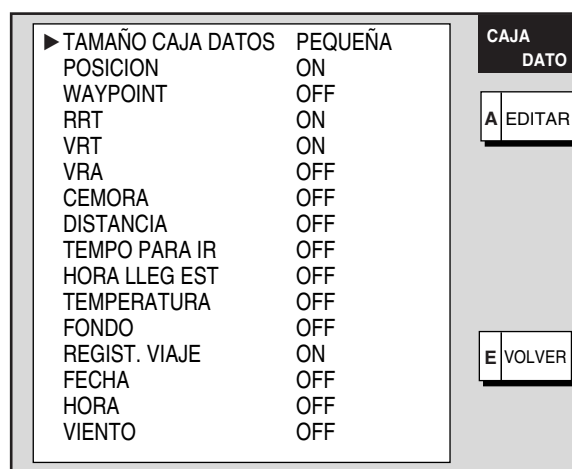 ▶TAMAÑO CAJA DATOS PEQUEÑA
POSICION ON
WAYPOINT OFF
RRT ON
VRT ON
VRA OFF
CEMORA OFF
DISTANCIA OFF
TEMPO PARA IR OFF
HORA LLEG EST OFF
TEMPERATURA OFF
FONDO OFF
REGIST. VIAJE ON
FECHA OFF
HORA OFF
VIENTO OFF
CAJA
DATO
A EDITAR
E VOLVER